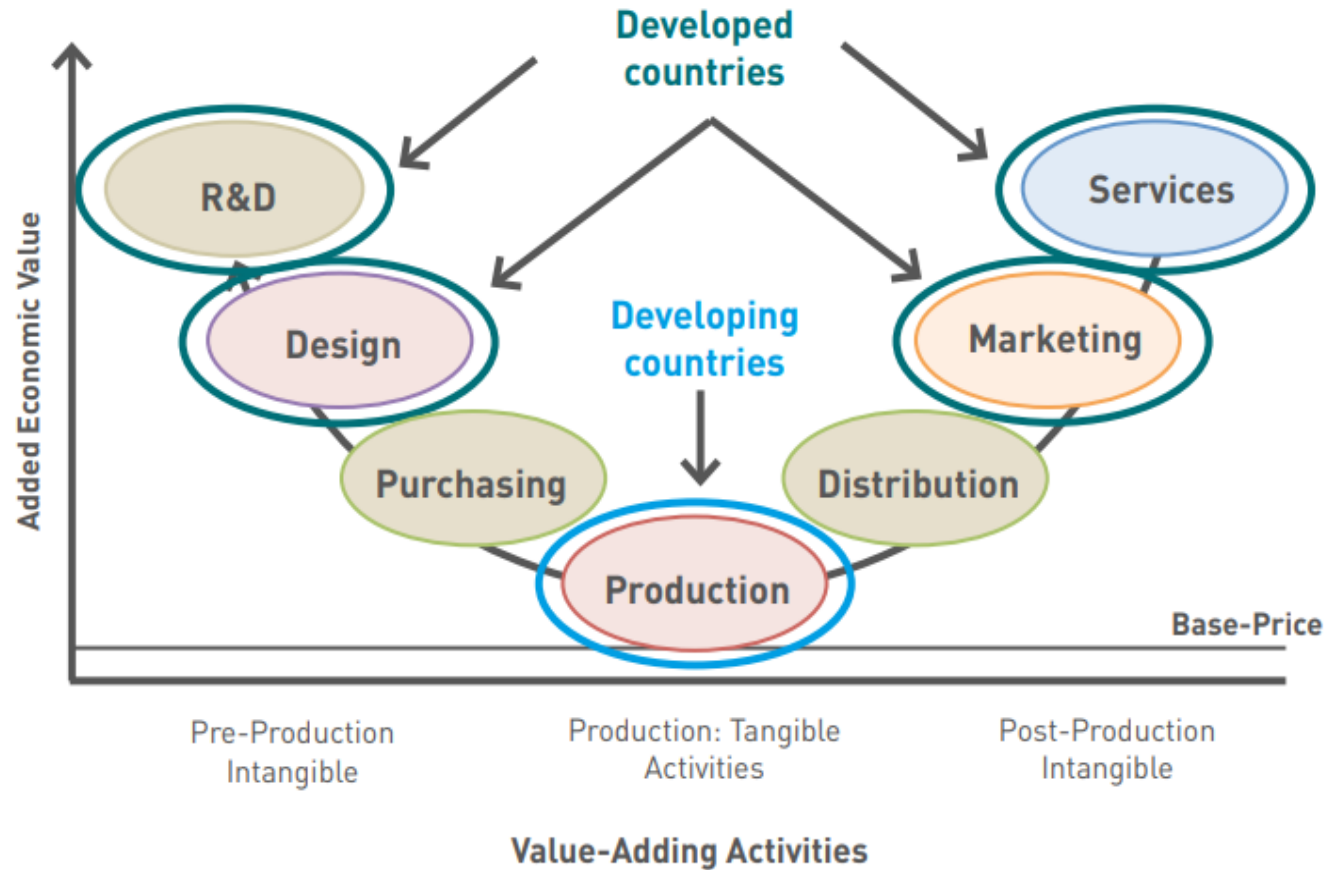 Developed
countries
R&D
Services
Design
Developing
countries
Marketing
Purchasing
Distribution
Production
Base-Price
Added Economic Value
Pre-Production
Intangible
Production: Tangible
Activities
Post-Production
Intangible
Value-Adding Activities